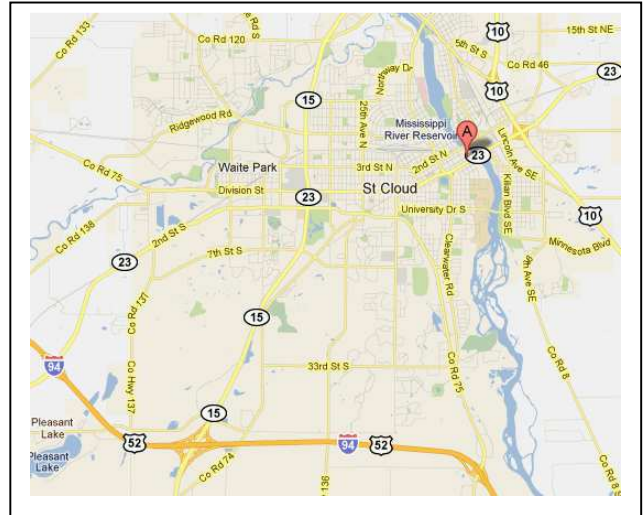 Co Rd 133
Co Rd 120
Rd S
10
5th St S
15th St NE
Co Rd 46
23
15
Northway Dr
25th Ave N
10
Ridgewood Rd
Mississippi
River Reservoir
A
Lincoln Ave SE
Co Rd 75
Waite Park
3rd St N
2nd St N
23
Division St
23
St Cloud
Kilian Blvd SE
University Dr S
10
Co Rd 138
2nd St S
7th St S
Clearwater Rd
Minnesota Blvd
23
Co Rd 131
15
Co Rd 8
94
33rd St S
Co Hwy 137
Co Rd 75
15
Pleasant
Lake
Pleasant
Lake
52
94
52
Co Rd 74
136
Co Rd 8